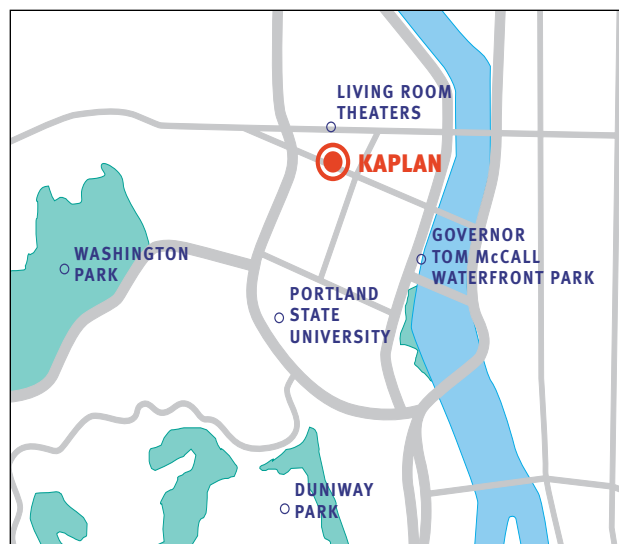 LIVING ROOM
THEATERS
KAPLAN
WASHINGTON
PARK
GOVERNOR
TOM McCALL
WATERFRONT PARK
PORTLAND
STATE
UNIVERSITY
DUNIWAY
PARK